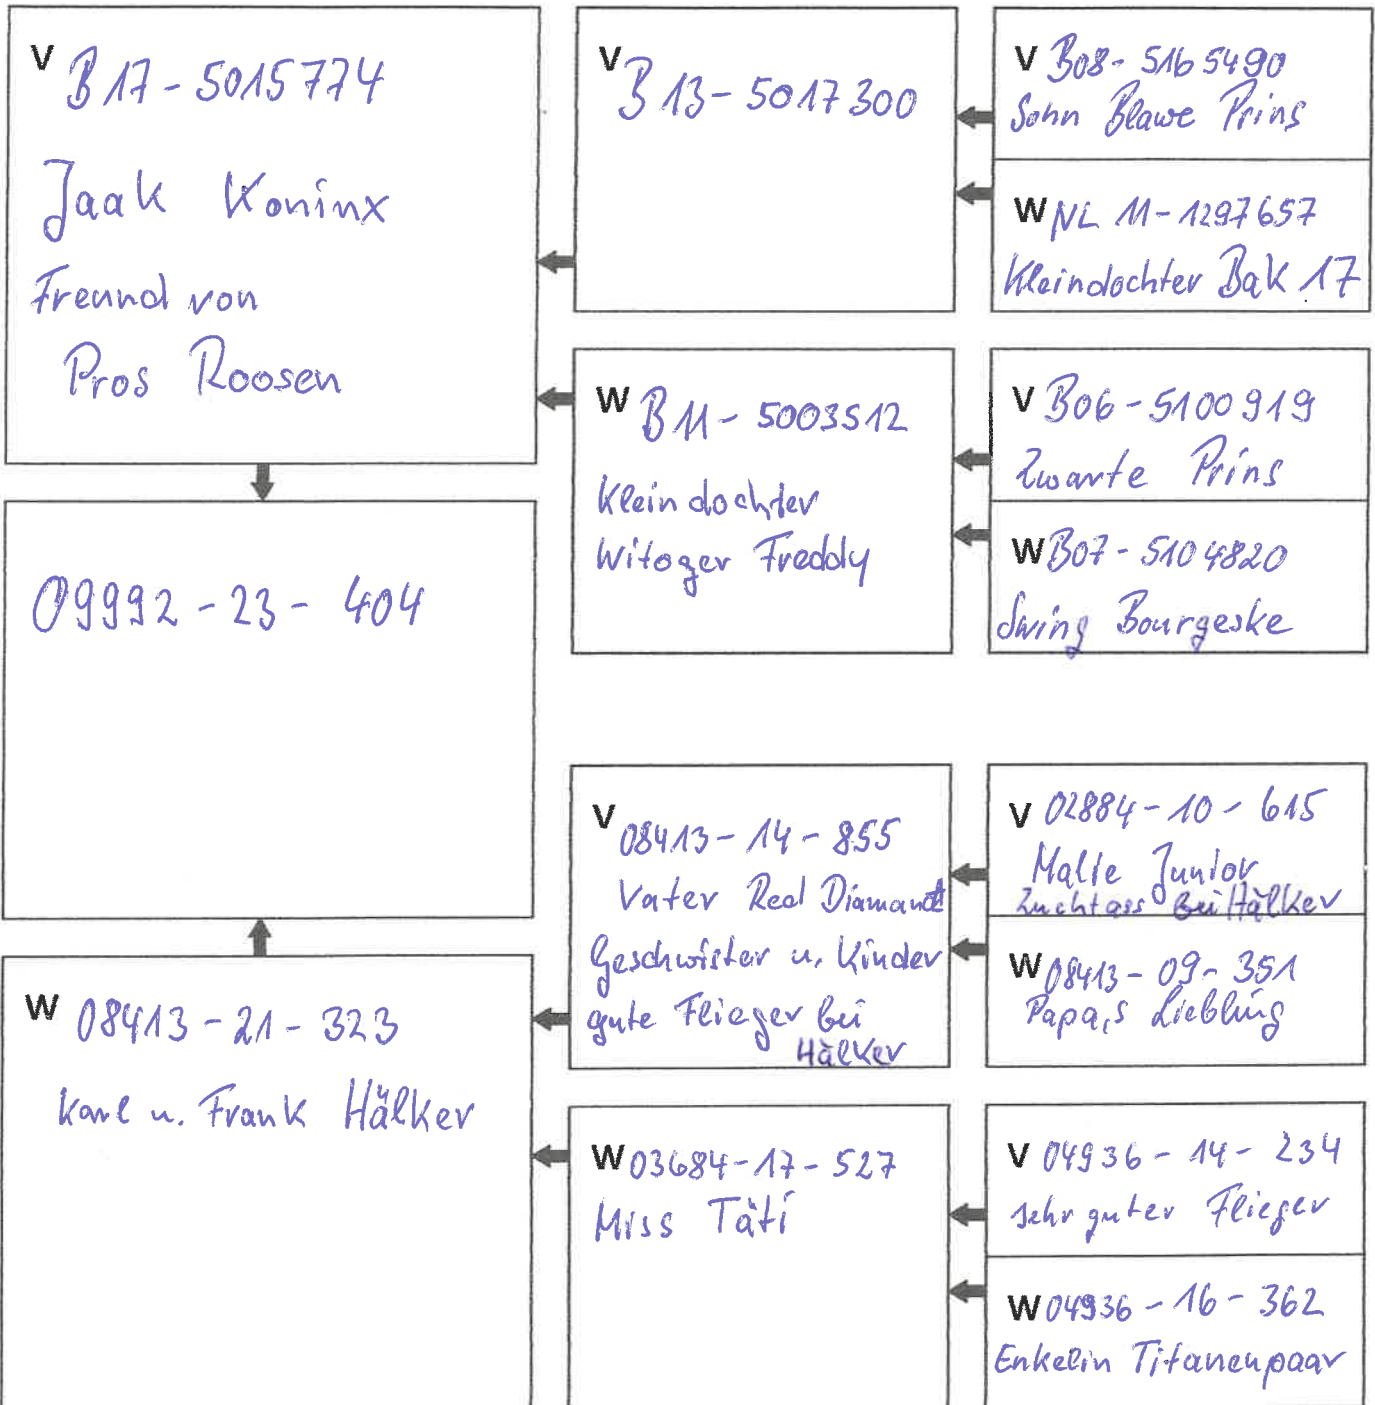 V B17-5015774
Jaak Koninx
Freund von
Pros Roosen
09992-23-404
W 08413-21-323
Karl u. Frank Hälker
V B13-5017300
W B11-5003512
Kleindochter
Witoger Freddy
V 08413-14-855
Vater Red Diamant
Geschwister u. Kinder
gute Flieger bei
Hälker
W 03684-17-527
Miss Täti
V B08-5165490
Sohn Blawe Prins
W NL 11-1297657
Kleindochter Bak 17
V B06-5100919
Zwarte Prins
W B07-5104820
Swing Bourgeske
V 02884-10-615
Malte Junior
Zuchtass bei Hälker
W 08413-09-351
Papa's Liebling
V 04936-14-234
sehr guter Flieger
W 04936-16-362
Enkelin Titanenpaar